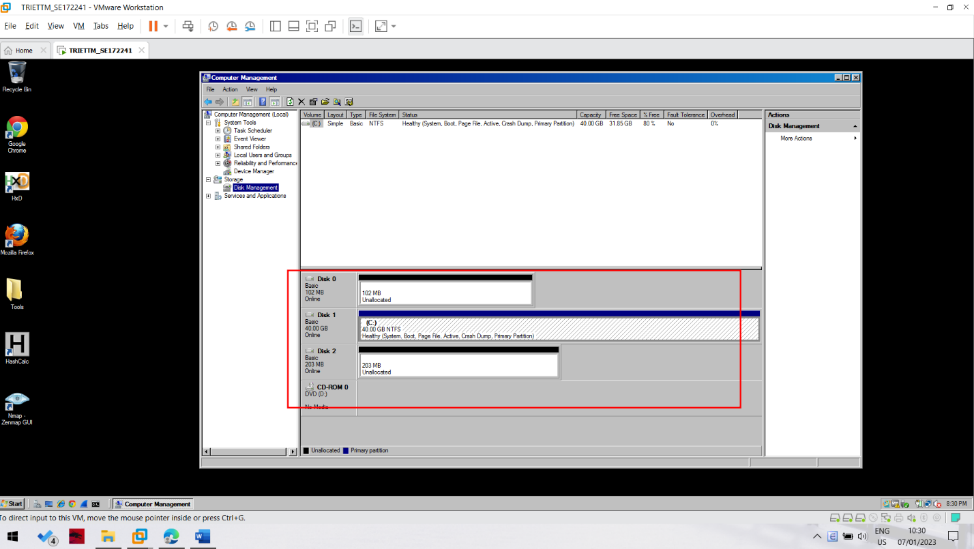 TRIETTM_SE172241 - VMware Workstation
File Edit View VM Tabs Help
Home
TRIETTM_SE172241
Recycle Bin
Google
Chrome
HxD
Mozilla Firefox
Tools
HashCalc
Nmap -
Zenmap GUI
Computer Management
File Action View Help
Computer Management (Local)
System Tools
Task Scheduler
Event Viewer
Shared Folders
Local Users and Groups
Reliability and Performance
Device Manager
Storage
Disk Management
Services and Applications
Volume Layout Type File System Status Capacity Free Space % Free Fault Tolerance Overhead
(C:) Simple Basic NTFS Healthy (System, Boot, Page File, Active, Crash Dump, Primary Partition) 40.00 GB 31.85 GB 80 % No 0%
Actions
Disk Management
More Actions
Disk 0
Basic
102 MB
Online
102 MB
Unallocated
Disk 1
Basic
40.00 GB
Online
(C:)
40.00 GB NTFS
Healthy (System, Boot, Page File, Active, Crash Dump, Primary Partition)
Disk 2
Basic
203 MB
Online
203 MB
Unallocated
CD-ROM 0
DVD (D:)
No Media
Unallocated Primary partition
Start
Computer Management
8:30 PM
To direct input to this VM, move the mouse pointer inside or press Ctrl+G.
4
ENG
US
10:30
07/01/2023